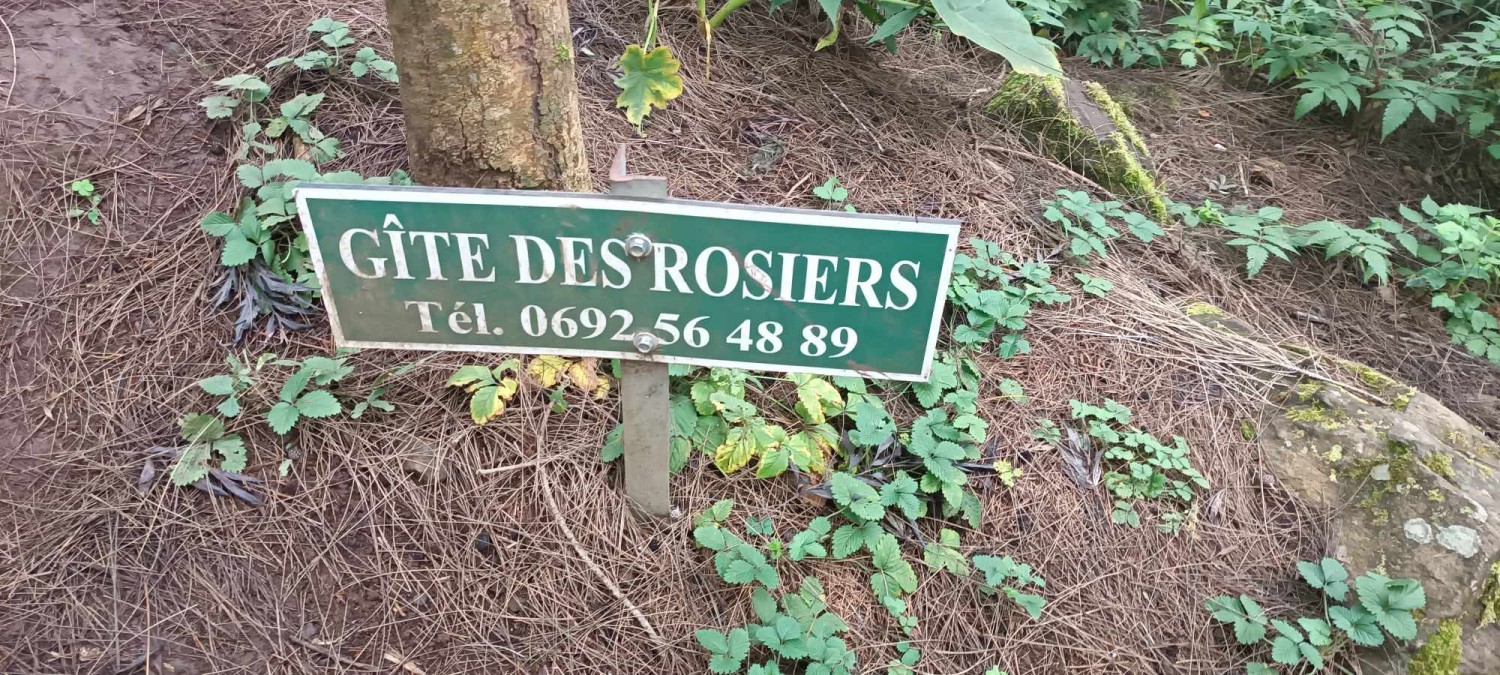 GÎTE DES ROSIERS
Tél. 0692 56 48 89